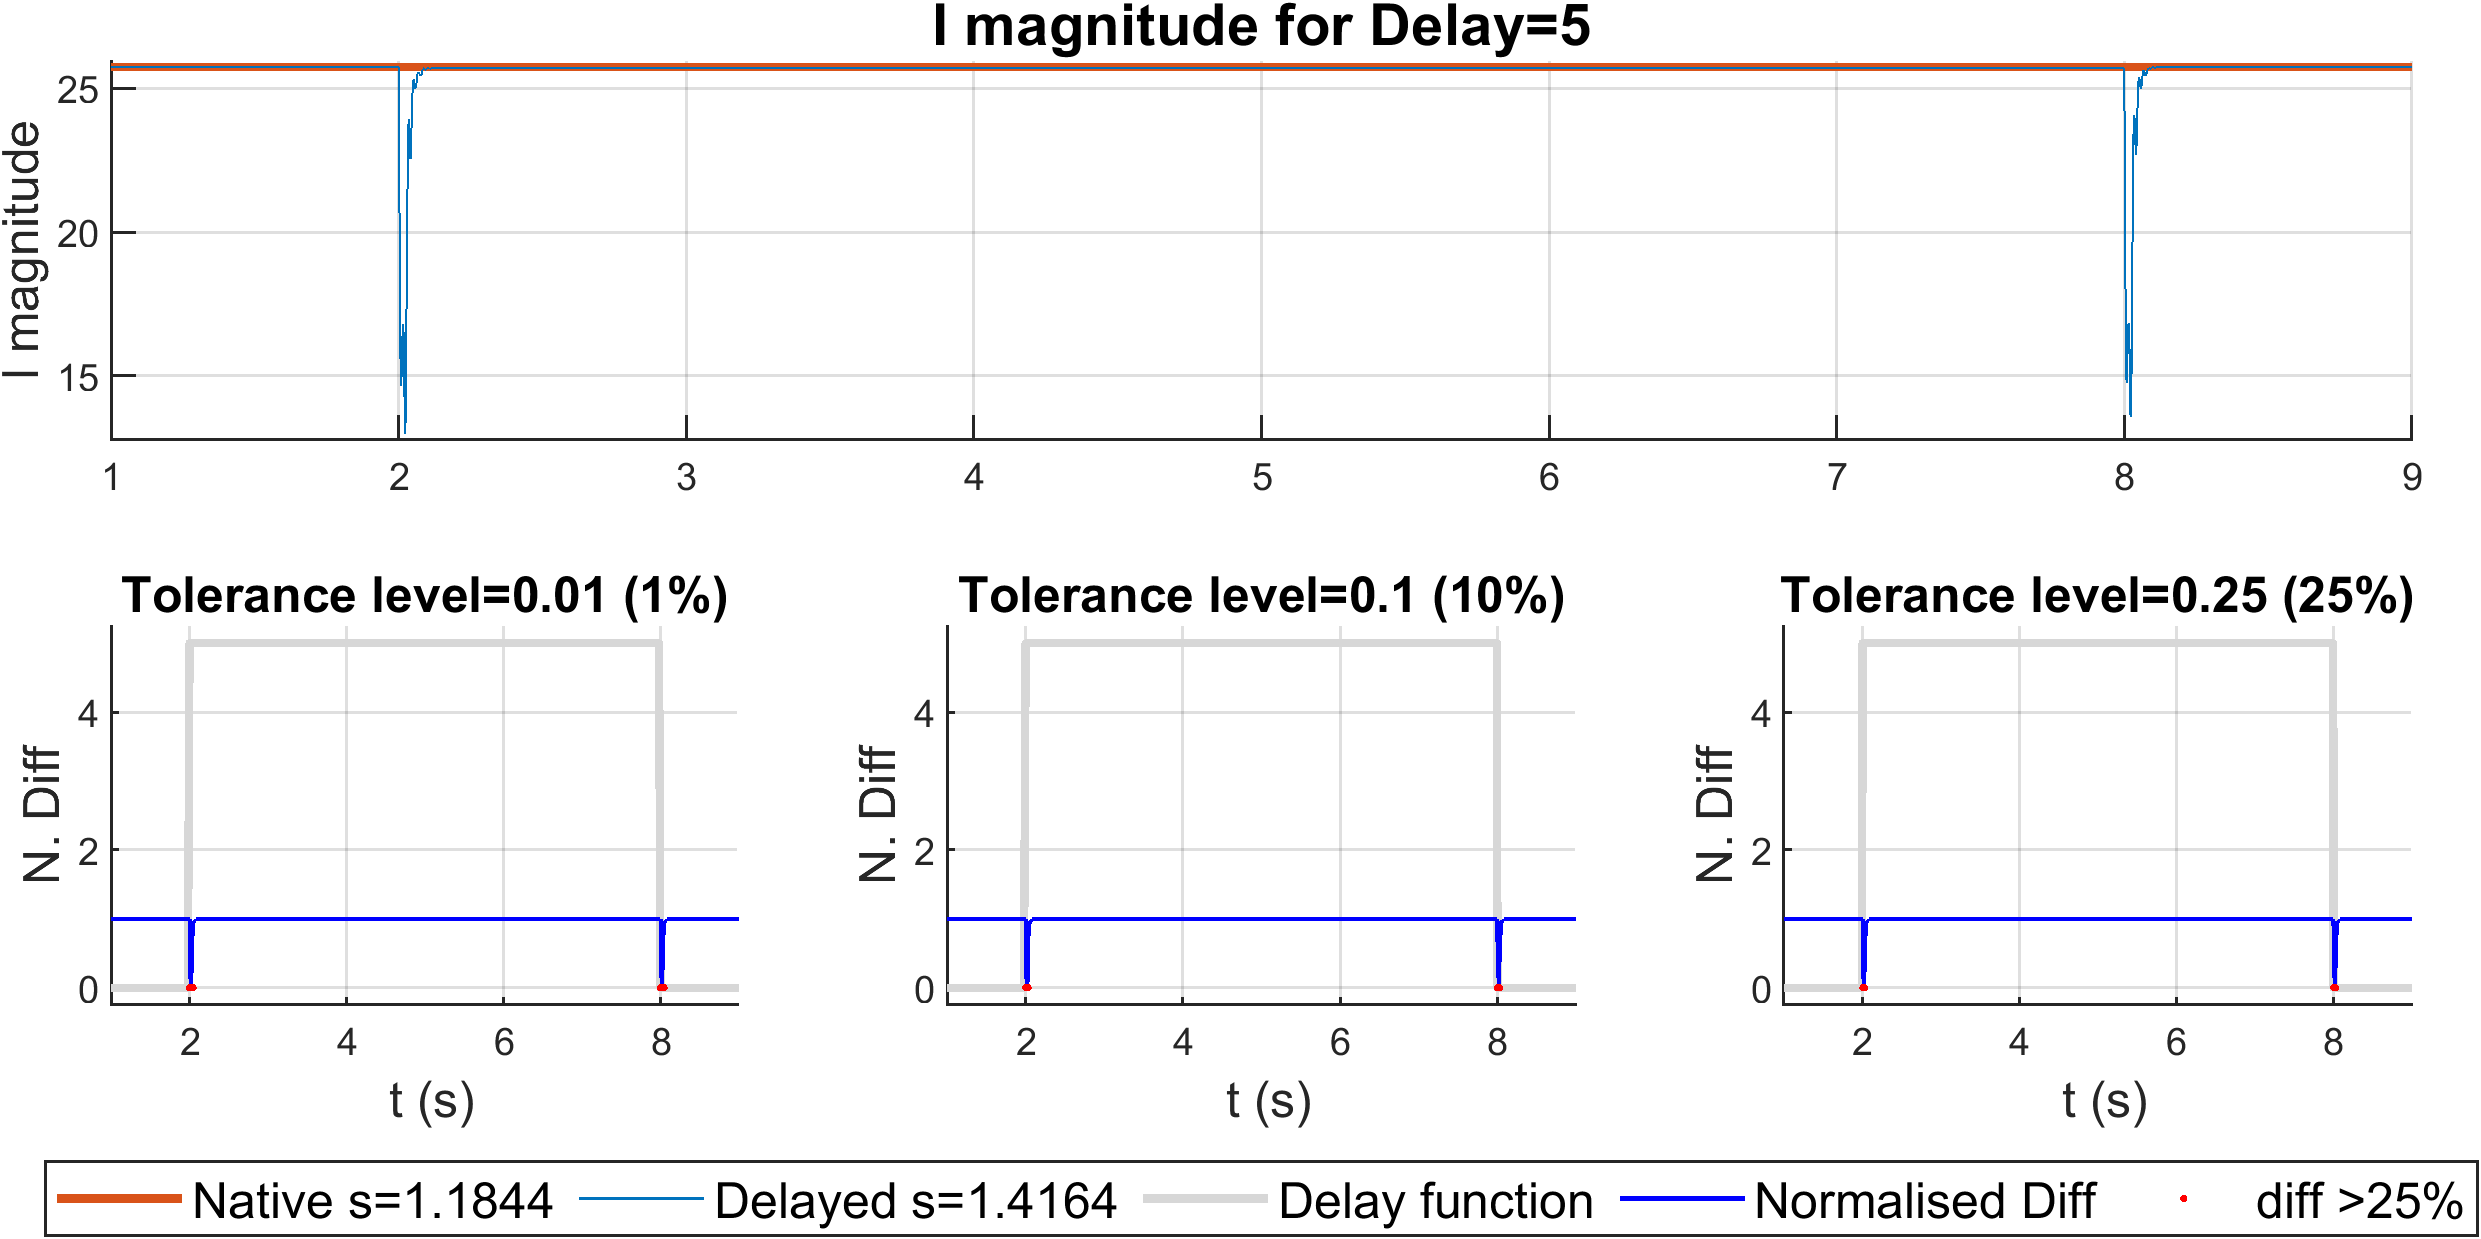 I magnitude for Delay=5
I magnitude
25
20
15
1 2 3 4 5 6 7 8 9
Tolerance level=0.01 (1%)
N. Diff
4
2
0
2 4 6 8
t (s)
Tolerance level=0.1 (10%)
N. Diff
4
2
0
2 4 6 8
t (s)
Tolerance level=0.25 (25%)
N. Diff
4
2
0
2 4 6 8
t (s)
Native s=1.1844 Delayed s=1.4164 Delay function Normalised Diff diff >25%